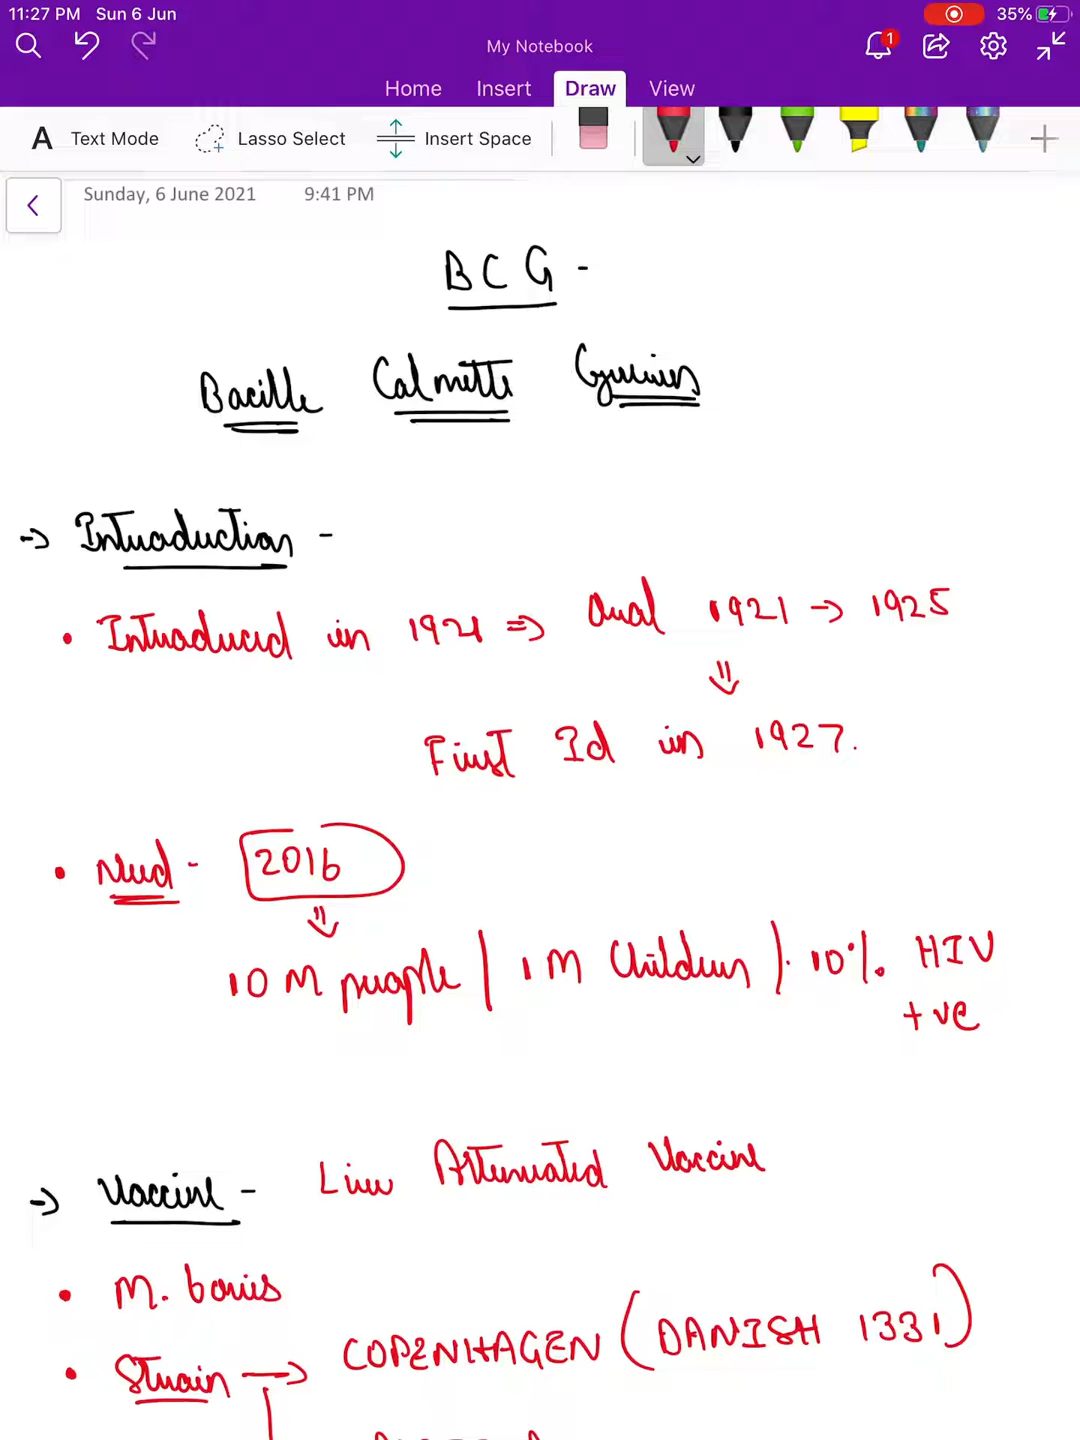 11:27 PM Sun 6 Jun 35%
My Notebook 1
Home Insert Draw View
A Text Mode Lasso Select Insert Space
Sunday, 6 June 2021 9:41 PM
BCG -
Bacille Calmette Guerines
→ Introduction -
• Introduced in 1921 ⇒ Oral 1921 → 1925
⇓
First Id in 1927.
• Need - 2016
⇓
10 M people / 1 M Children / 10% HIV
+ve
→ Vaccine - Live Attenuated Vaccine
• M. bovis
• Strain → COPENHAGEN (DANISH 1331)